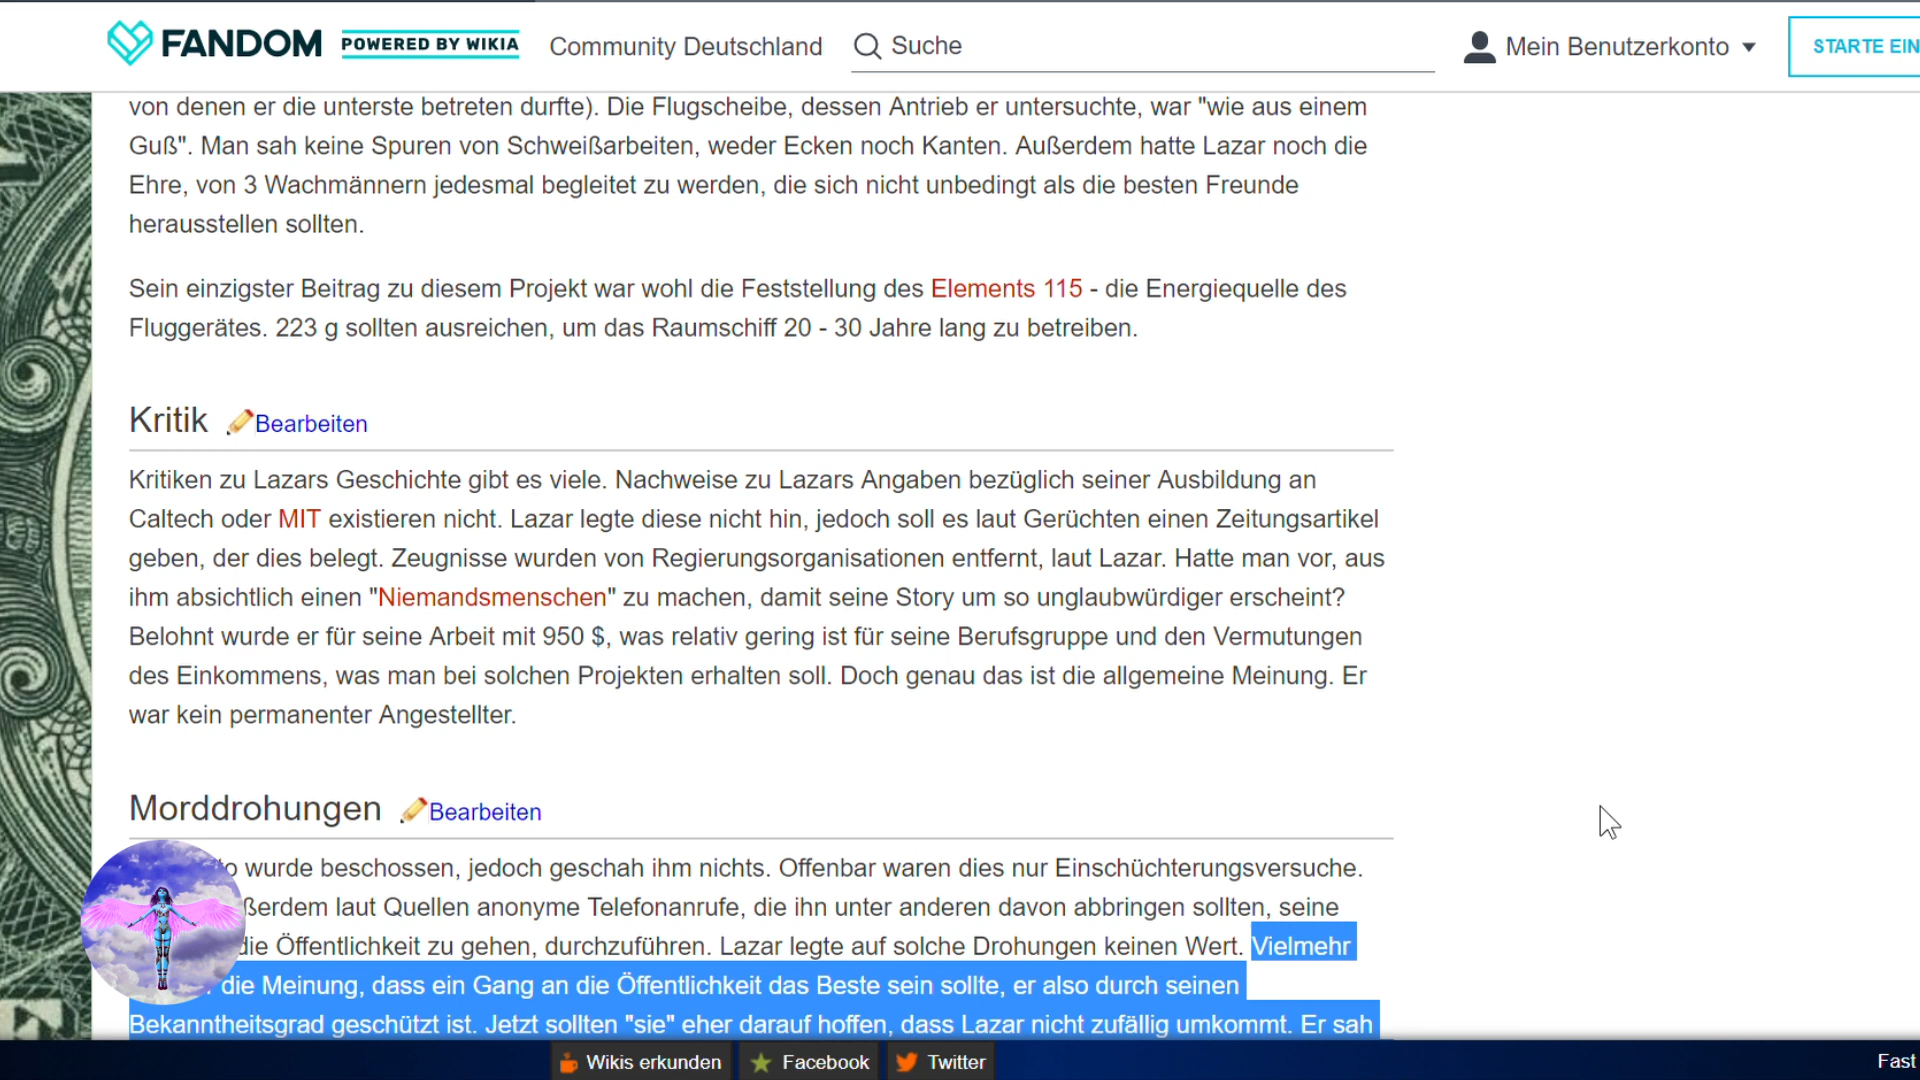 FANDOM POWERED BY WIKIA Community Deutschland Suche Mein Benutzerkonto STARTE EIN
von denen er die unterste betreten durfte). Die Flugscheibe, dessen Antrieb er untersuchte, war "wie aus einem
Guß". Man sah keine Spuren von Schweißarbeiten, weder Ecken noch Kanten. Außerdem hatte Lazar noch die
Ehre, von 3 Wachmännern jedesmal begleitet zu werden, die sich nicht unbedingt als die besten Freunde
herausstellen sollten.
Sein einzigster Beitrag zu diesem Projekt war wohl die Feststellung des Elements 115 - die Energiequelle des
Fluggerätes. 223 g sollten ausreichen, um das Raumschiff 20 - 30 Jahre lang zu betreiben.
Kritik Bearbeiten
Kritiken zu Lazars Geschichte gibt es viele. Nachweise zu Lazars Angaben bezüglich seiner Ausbildung an
Caltech oder MIT existieren nicht. Lazar legte diese nicht hin, jedoch soll es laut Gerüchten einen Zeitungsartikel
geben, der dies belegt. Zeugnisse wurden von Regierungsorganisationen entfernt, laut Lazar. Hatte man vor, aus
ihm absichtlich einen "Niemandsmenschen" zu machen, damit seine Story um so unglaubwürdiger erscheint?
Belohnt wurde er für seine Arbeit mit 950 $, was relativ gering ist für seine Berufsgruppe und den Vermutungen
des Einkommens, was man bei solchen Projekten erhalten soll. Doch genau das ist die allgemeine Meinung. Er
war kein permanenter Angestellter.
Morddrohungen Bearbeiten
wurde beschossen, jedoch geschah ihm nichts. Offenbar waren dies nur Einschüchterungsversuche.
ßerdem laut Quellen anonyme Telefonanrufe, die ihn unter anderen davon abbringen sollten, seine
die Öffentlichkeit zu gehen, durchzuführen. Lazar legte auf solche Drohungen keinen Wert. Vielmehr
die Meinung, dass ein Gang an die Öffentlichkeit das Beste sein sollte, er also durch seinen
Bekanntheitsgrad geschützt ist. Jetzt sollten "sie" eher darauf hoffen, dass Lazar nicht zufällig umkommt. Er sah
Wikis erkunden Facebook Twitter Fast